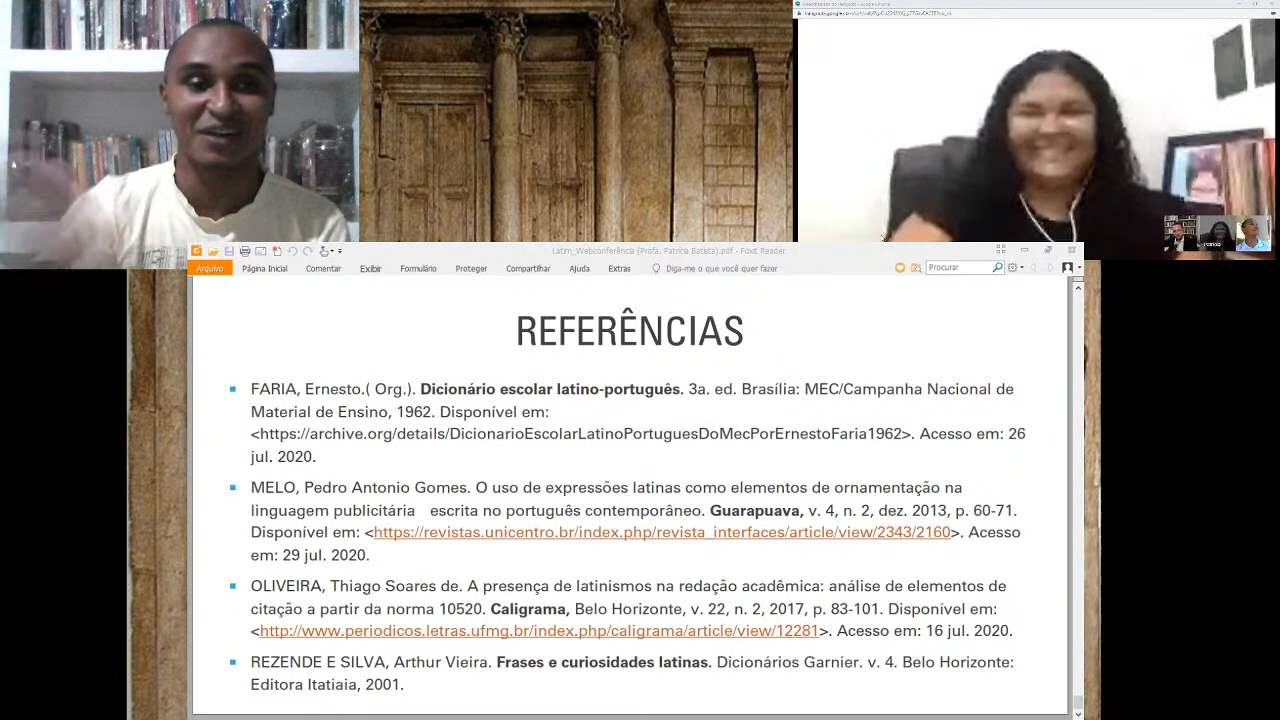 Latim_Webconferência (Profa. Patrícia Batista).pdf - Foxit Reader
Arquivo Página Inicial Comentar Exibir Formulário Proteger Compartilhar Ajuda Extras Diga-me o que você quer fazer Procurar
REFERÊNCIAS
FARIA, Ernesto.( Org.). Dicionário escolar latino-português. 3a. ed. Brasília: MEC/Campanha Nacional de
Material de Ensino, 1962. Disponível em:
<https://archive.org/details/DicionarioEscolarLatinoPortuguesDoMecPorErnestoFaria1962>. Acesso em: 26
jul. 2020.
MELO, Pedro Antonio Gomes. O uso de expressões latinas como elementos de ornamentação na
linguagem publicitária escrita no português contemporâneo. Guarapuava, v. 4, n. 2, dez. 2013, p. 60-71.
Disponível em: <https://revistas.unicentro.br/index.php/revista_interfaces/article/view/2343/2160>. Acesso
em: 29 jul. 2020.
OLIVEIRA, Thiago Soares de. A presença de latinismos na redação acadêmica: análise de elementos de
citação a partir da norma 10520. Caligrama, Belo Horizonte, v. 22, n. 2, 2017, p. 83-101. Disponível em:
<http://www.periodicos.letras.ufmg.br/index.php/caligrama/article/view/12281>. Acesso em: 16 jul. 2020.
REZENDE E SILVA, Arthur Vieira. Frases e curiosidades latinas. Dicionários Garnier. v. 4. Belo Horizonte:
Editora Itatiaia, 2001.